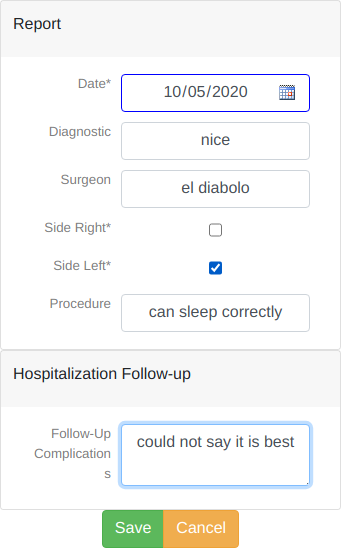 Report
Date* 10/05/2020
Diagnostic nice
Surgeon el diabolo
Side Right*
Side Left*
Procedure can sleep correctly
Hospitalization Follow-up
Follow-Up could not say it is best
Complication
s
Save Cancel